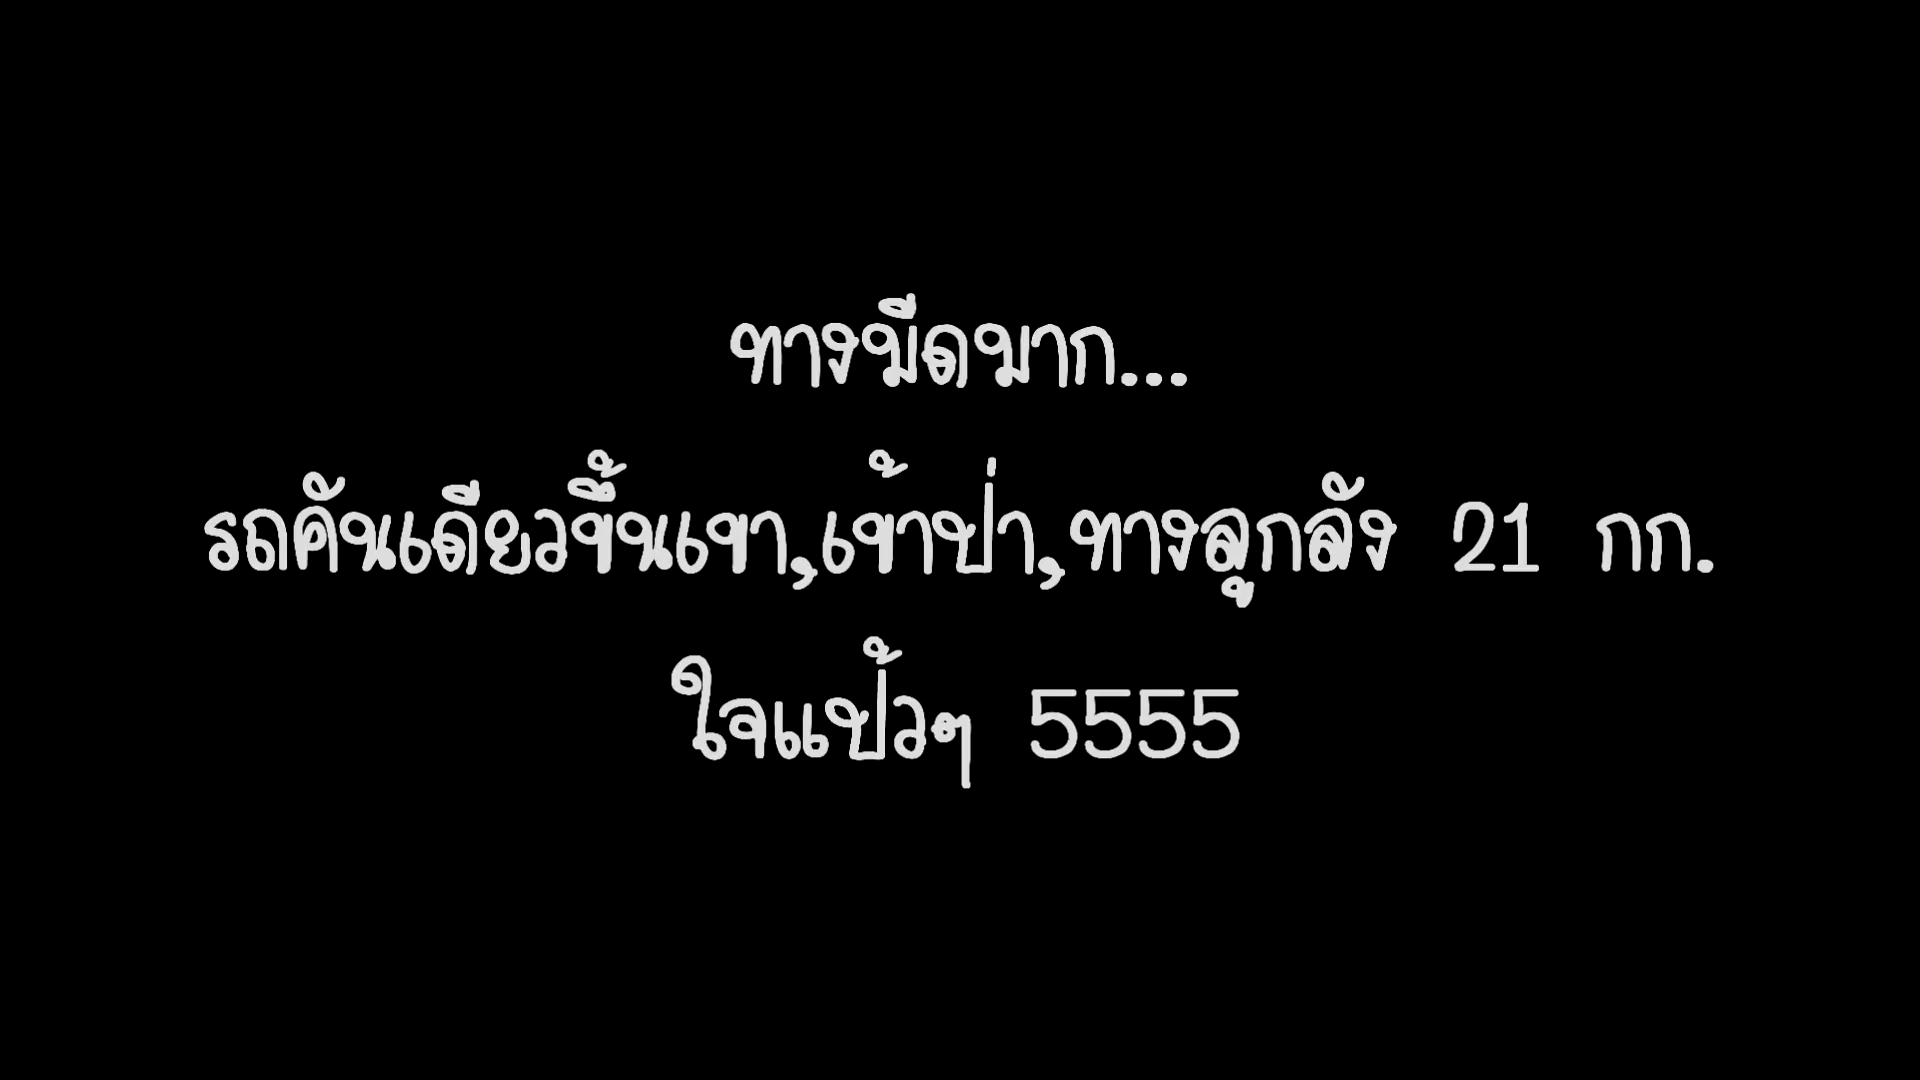 ทางมืดมาก...
รถคันเดียวขึ้นเขา,เข้าป่า,ทางลูกลัง 21 กก.
ใจแป้วๆ 5555